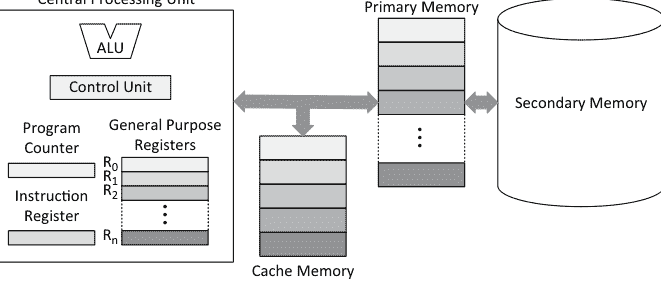 Central Processing Unit
ALU
Control Unit
Program
Counter
General Purpose
Registers
R0
R1
R2
Instruction
Register
Rn
Cache Memory
Primary Memory
Secondary Memory